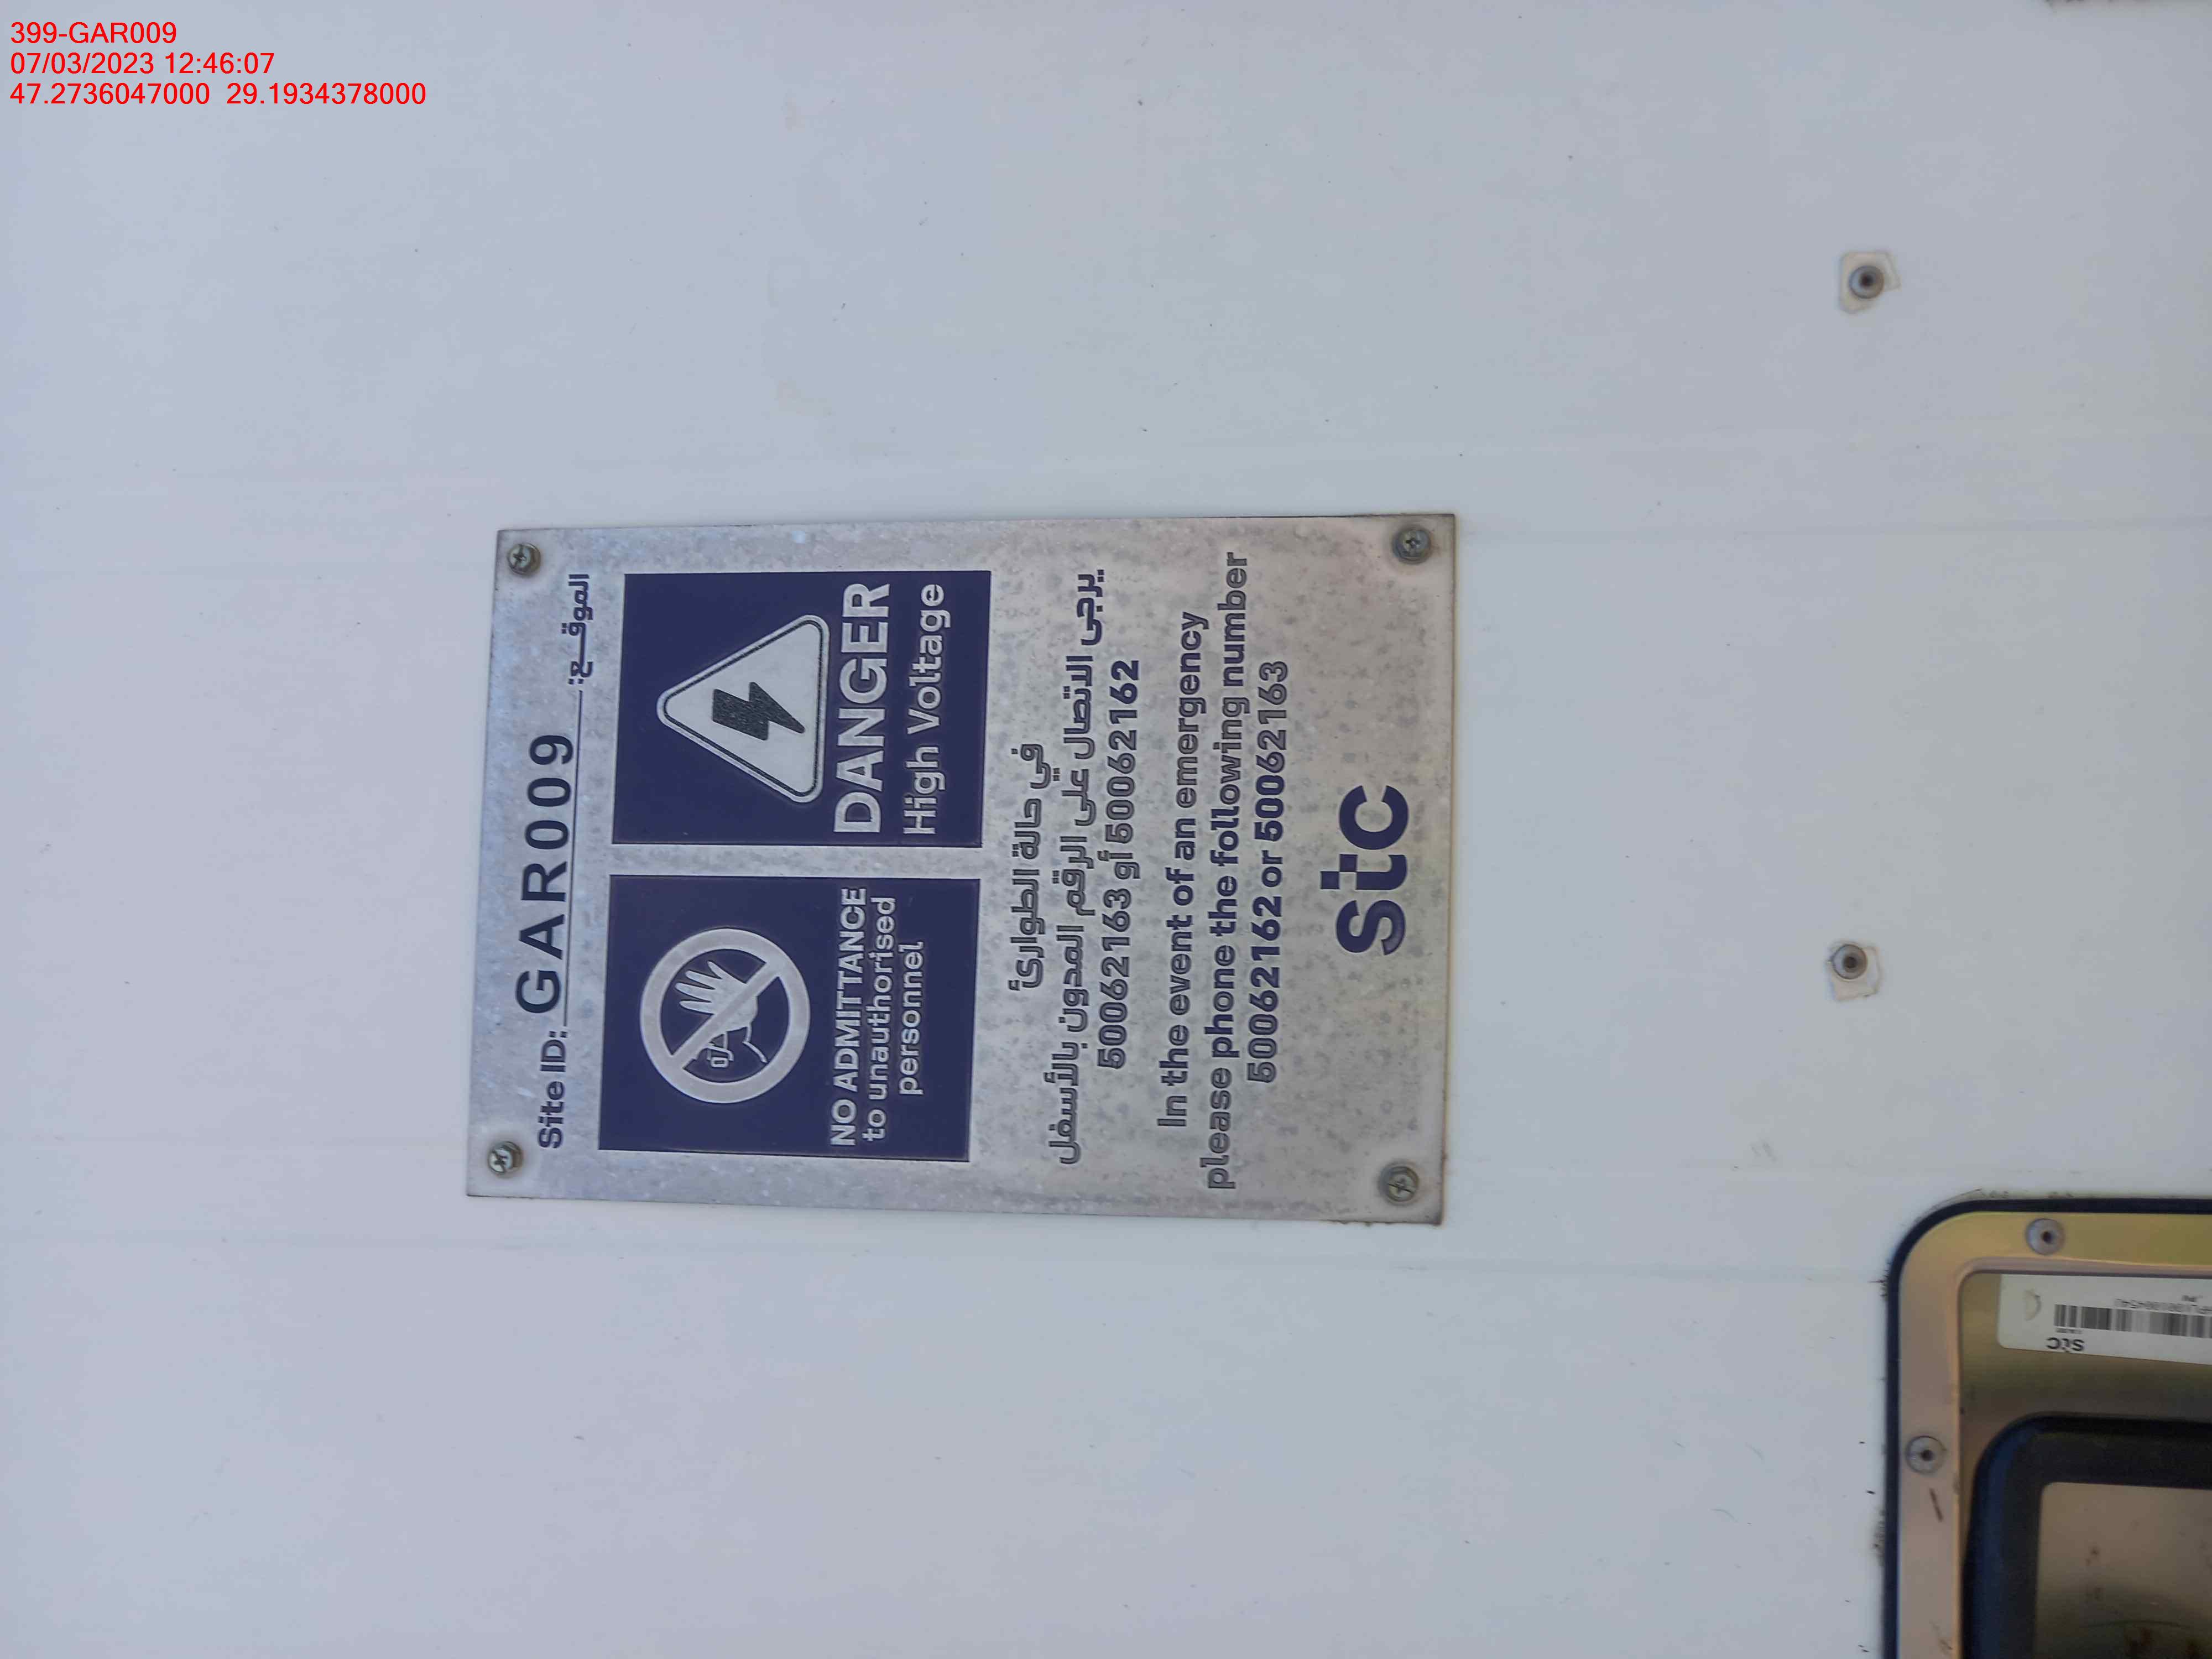 399-GAR009
07/03/2023 12:46:07
47.2736047000 29.1934378000
Site ID: GAR009 الموقـــع:
NO ADMITTANCE
to unauthorised
personnel
DANGER
High Voltage
في حالة الطوارئ
يرجى الاتصال على الرقم المدون بالأسفل
50062162 أو 50062163
In the event of an emergency
please phone the following number
50062162 or 50062163
stc
stc